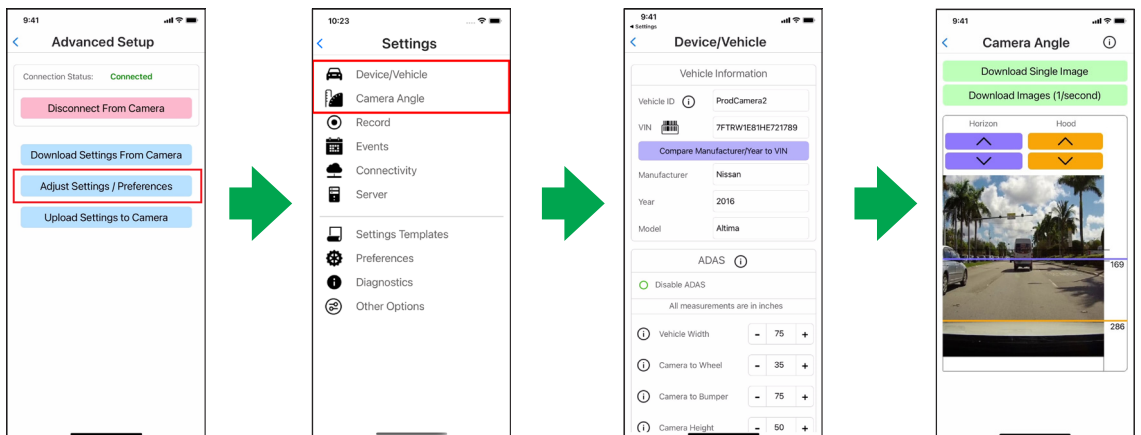 9:41
Advanced Setup
Connection Status: Connected
Disconnect From Camera
Download Settings From Camera
Adjust Settings / Preferences
Upload Settings to Camera
10:23
Settings
Device/Vehicle
Camera Angle
Record
Events
Connectivity
Server
Settings Templates
Preferences
Diagnostics
Other Options
9:41
Settings
Device/Vehicle
Vehicle Information
Vehicle ID ProdCamera2
VIN 7FTRW1E81HE721789
Compare Manufacturer/Year to VIN
Manufacturer Nissan
Year 2016
Model Altima
ADAS
Disable ADAS
All measurements are in inches
Vehicle Width - 75 +
Camera to Wheel - 35 +
Camera to Bumper - 75 +
Camera Height - 50 +
9:41
Camera Angle
Download Single Image
Download Images (1/second)
Horizon Hood
169
286